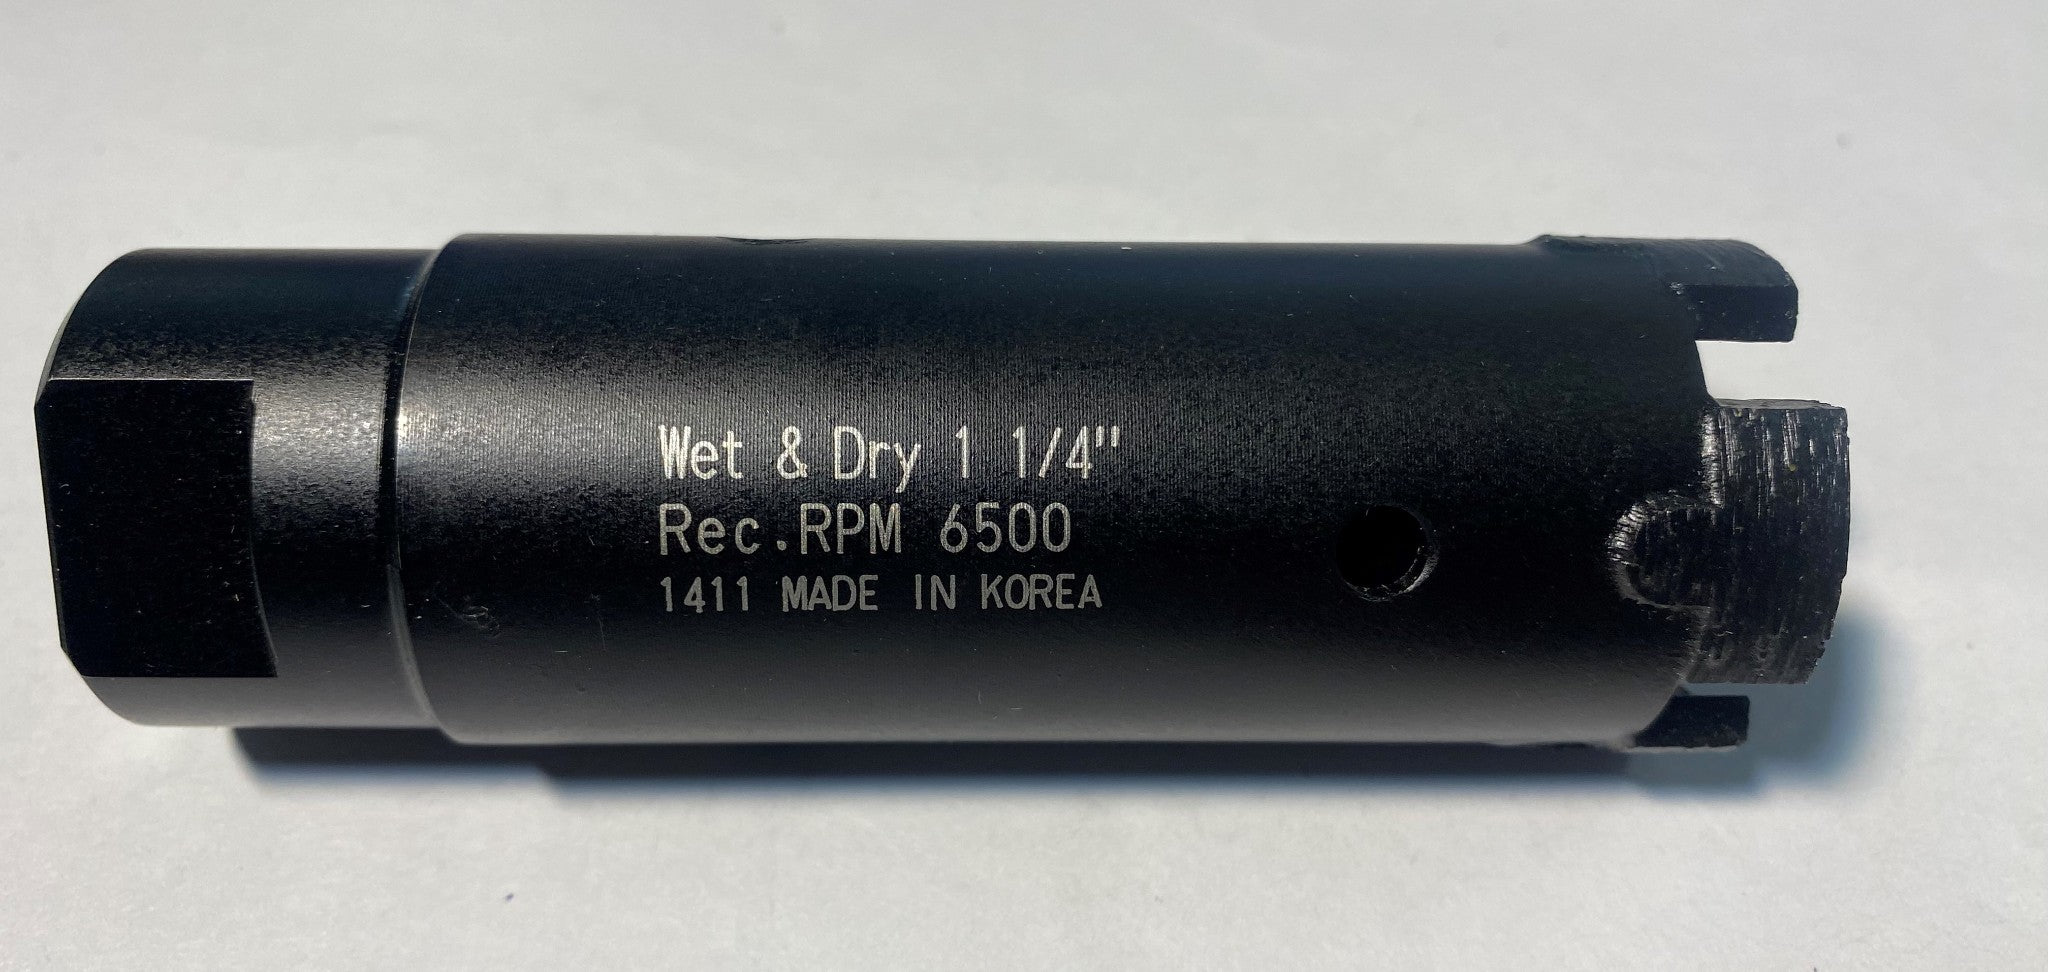 Wet & Dry 1 1/4"
Rec.RPM 6500
1411 MADE IN KOREA